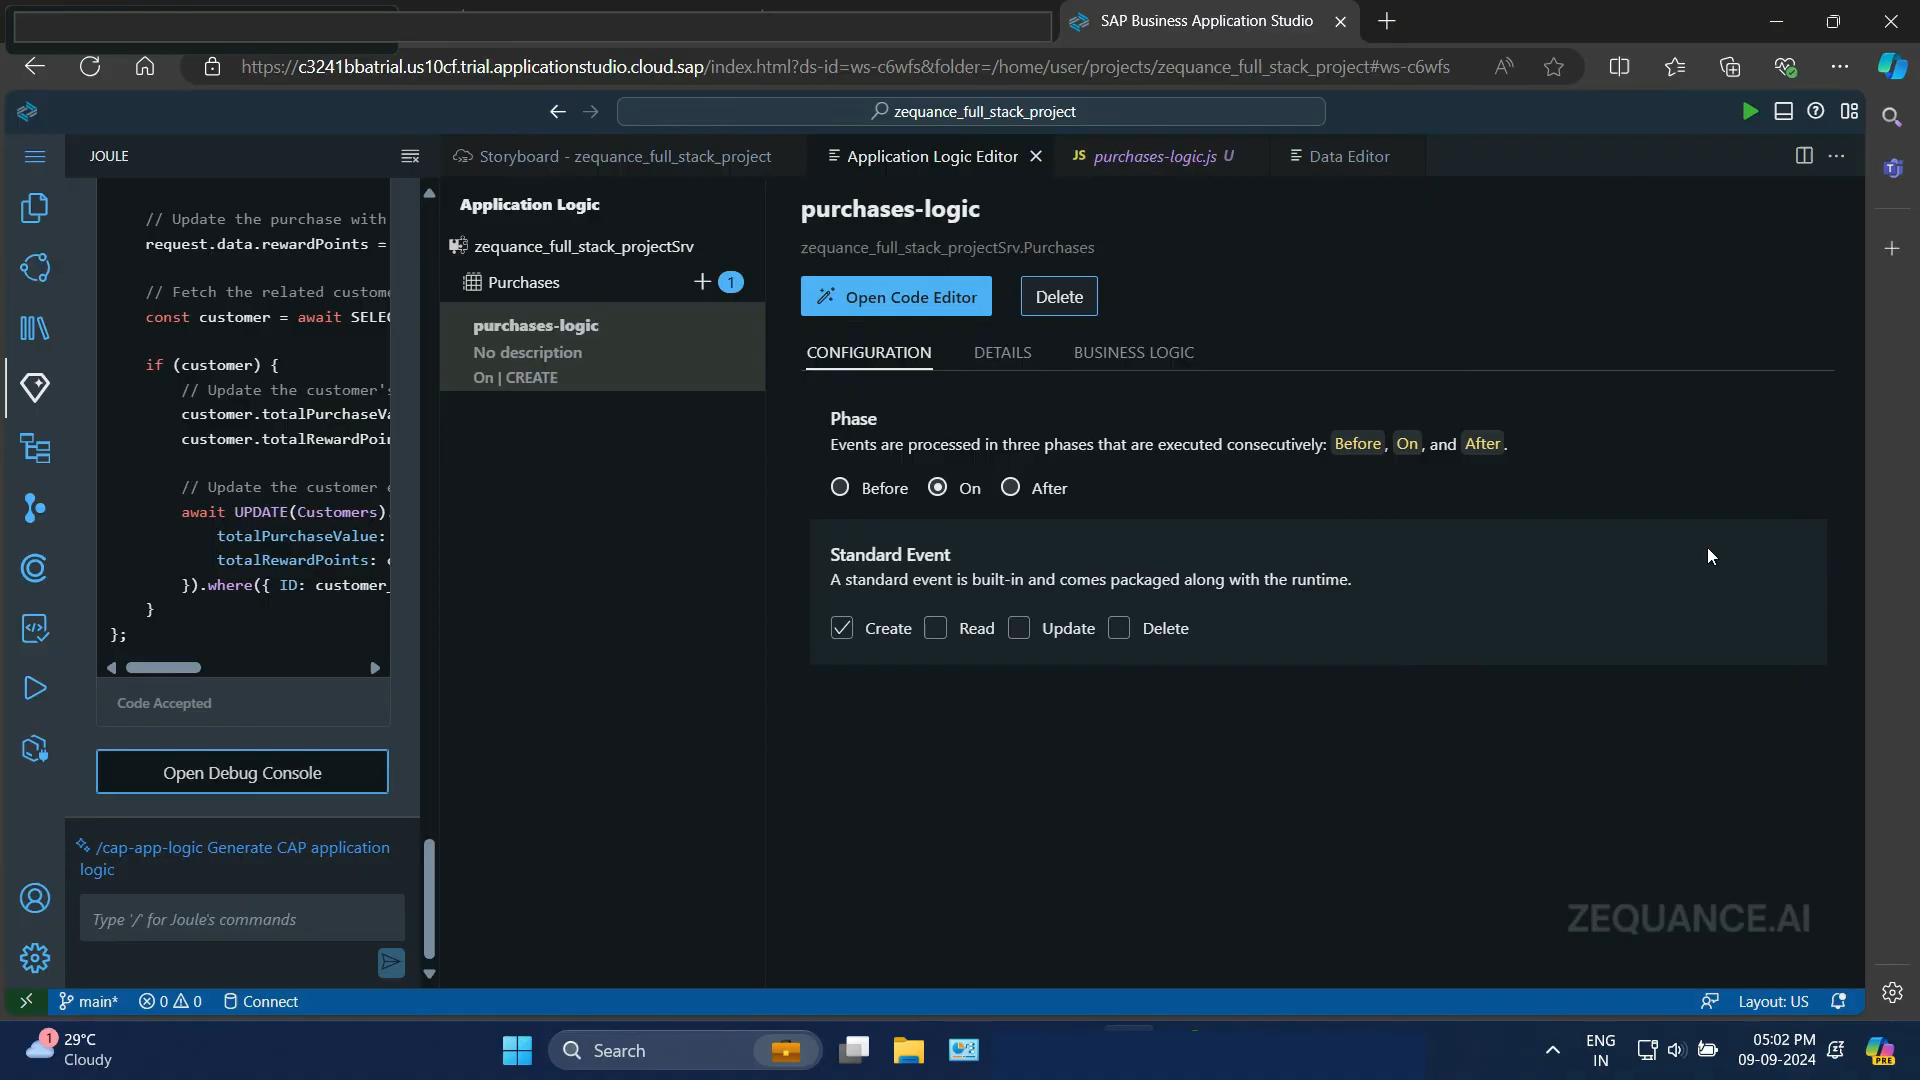 SAP Business Application Studio
https://c3241bbatrial.us10cf.trial.applicationstudio.cloud.sap/index.html?ds-id=ws-c6wfs&folder=/home/user/projects/zequance_full_stack_project#ws-c6wfs
zequance_full_stack_project
JOULE
Storyboard - zequance_full_stack_project
Application Logic Editor
JS purchases-logic.js U
Data Editor
// Update the purchase with
request.data.rewardPoints =
// Fetch the related custome
const customer = await SELEC
if (customer) {
// Update the customer's
customer.totalPurchaseVa
customer.totalRewardPoin
// Update the customer e
await UPDATE(Customers).
totalPurchaseValue:
totalRewardPoints: c
}).where({ ID: customer_
}
};
Code Accepted
Open Debug Console
/cap-app-logic Generate CAP application
logic
Type '/' for Joule's commands
Application Logic
zequance_full_stack_projectSrv
Purchases
1
purchases-logic
No description
On | CREATE
purchases-logic
zequance_full_stack_projectSrv.Purchases
Open Code Editor
Delete
CONFIGURATION
DETAILS
BUSINESS LOGIC
Phase
Events are processed in three phases that are executed consecutively: Before, On, and After.
Before
On
After
Standard Event
A standard event is built-in and comes packaged along with the runtime.
Create
Read
Update
Delete
ZEQUANCE.AI
main*
0
0
Connect
Layout: US
1
29°C
Cloudy
Search
ENG
IN
05:02 PM
09-09-2024
PRE